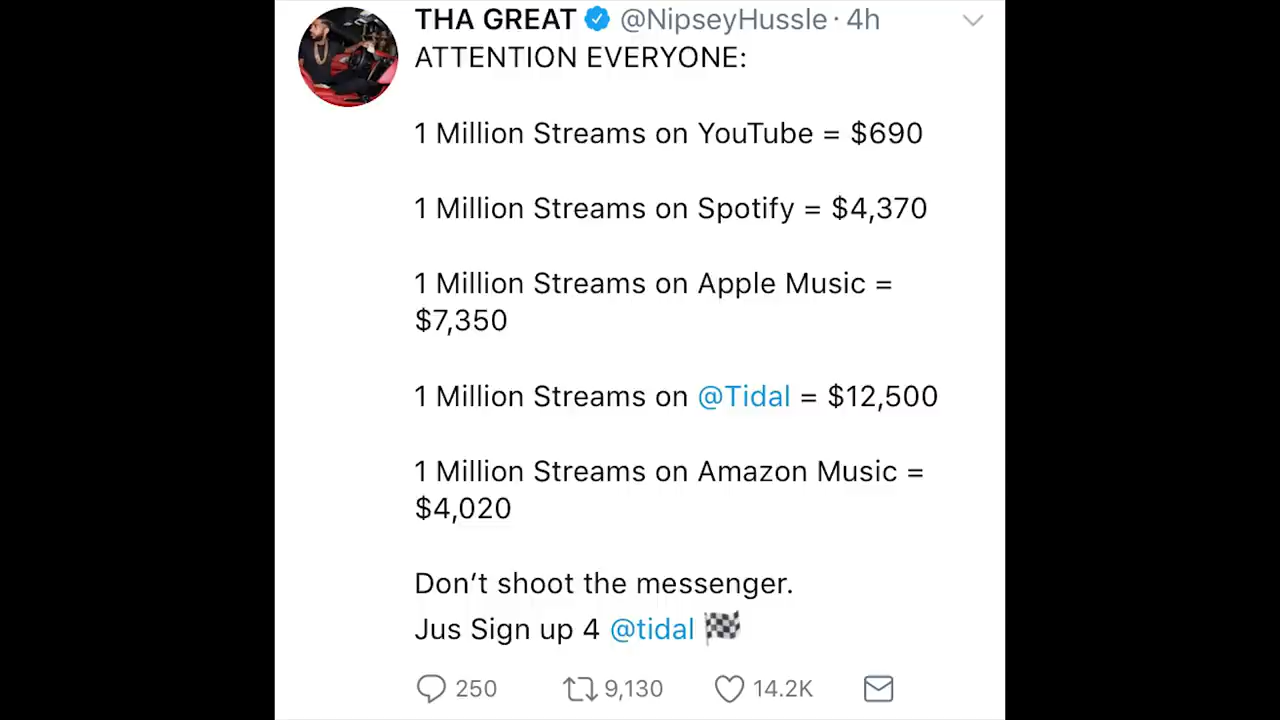 THA GREAT @NipseyHussle · 4h
ATTENTION EVERYONE:
1 Million Streams on YouTube = $690
1 Million Streams on Spotify = $4,370
1 Million Streams on Apple Music =
$7,350
1 Million Streams on @Tidal = $12,500
1 Million Streams on Amazon Music =
$4,020
Don’t shoot the messenger.
Jus Sign up 4 @tidal 🏁
250 9,130 14.2K